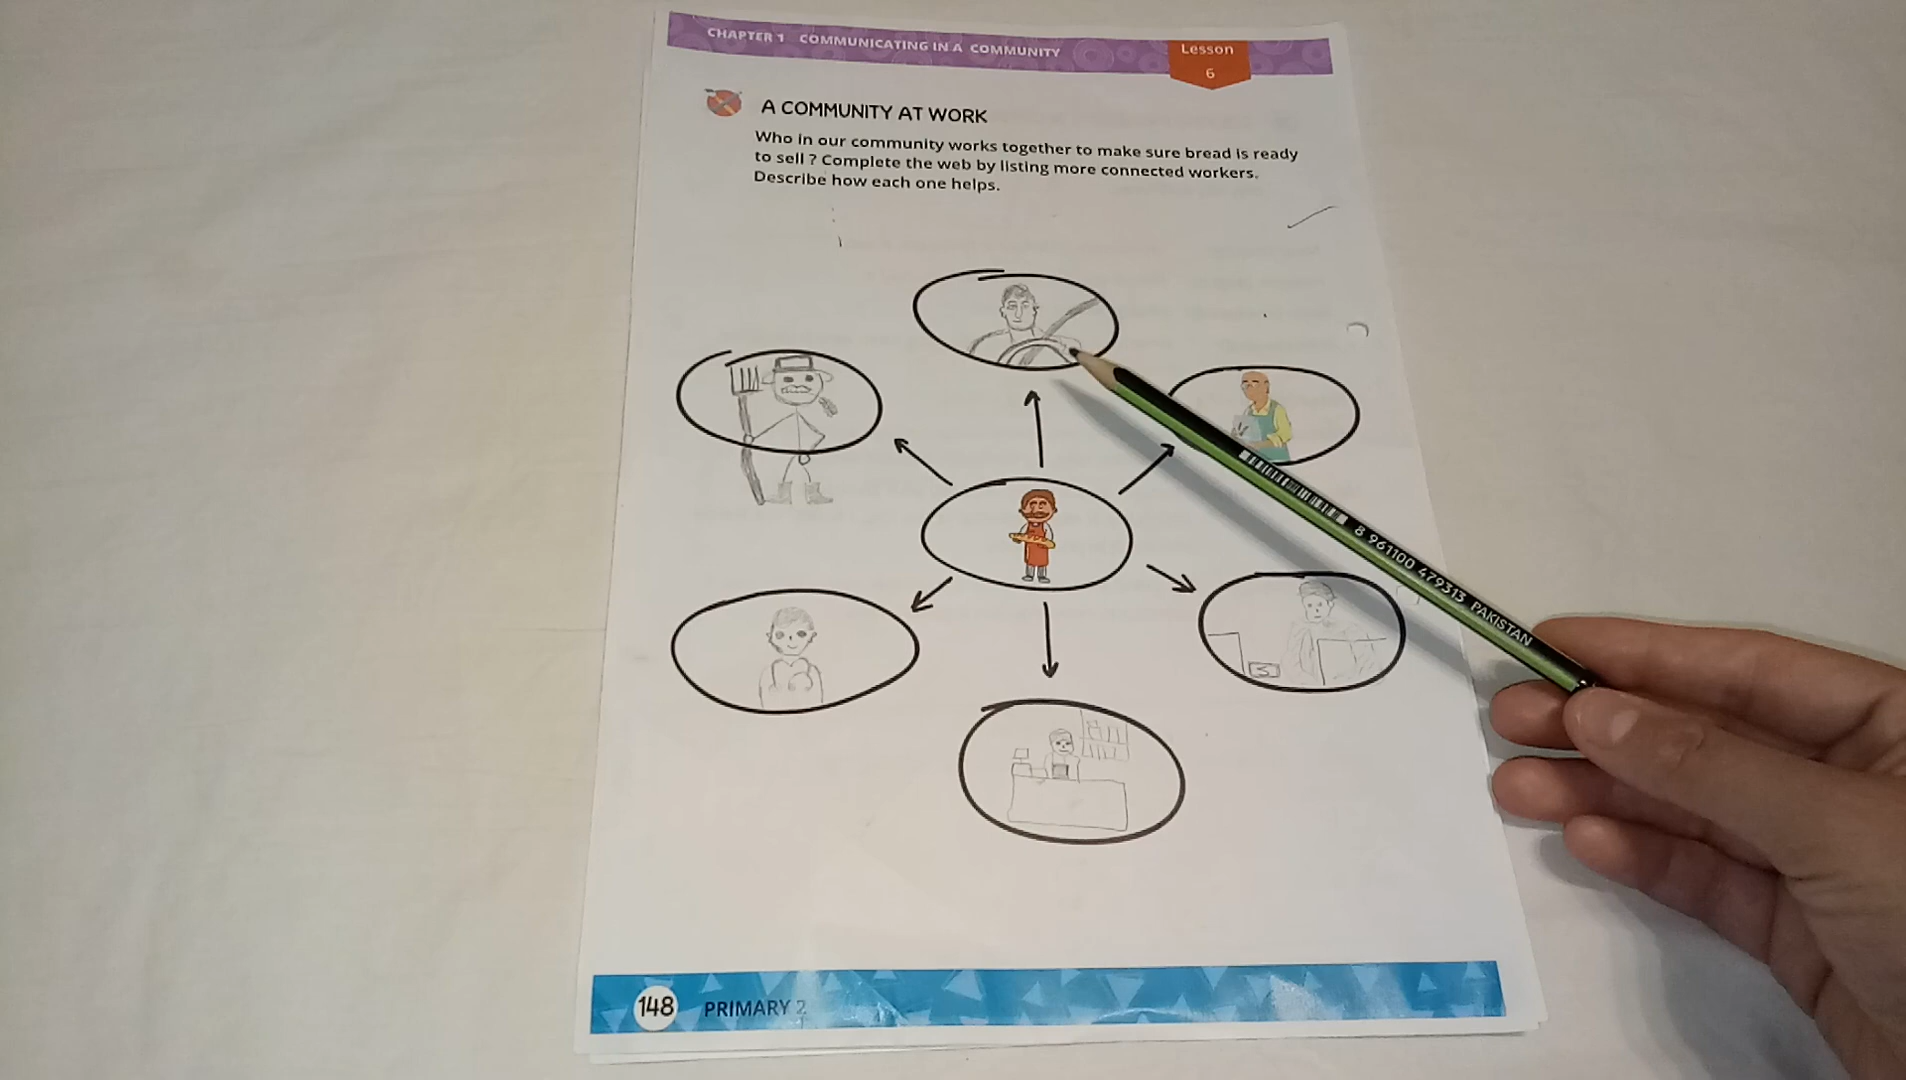 CHAPTER 1 COMMUNICATING IN A COMMUNITY
Lesson
6
A COMMUNITY AT WORK
Who in our community works together to make sure bread is ready
to sell ? Complete the web by listing more connected workers.
Describe how each one helps.
8 961100 479313 PAKISTAN
148 PRIMARY 2